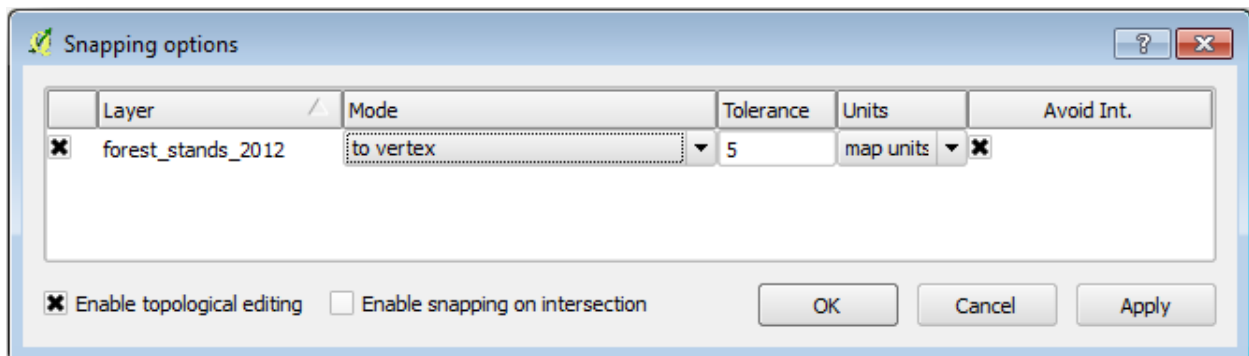 Snapping options
?
Layer Mode Tolerance Units Avoid Int.
forest_stands_2012 to vertex 5 map units
Enable topological editing Enable snapping on intersection OK Cancel Apply